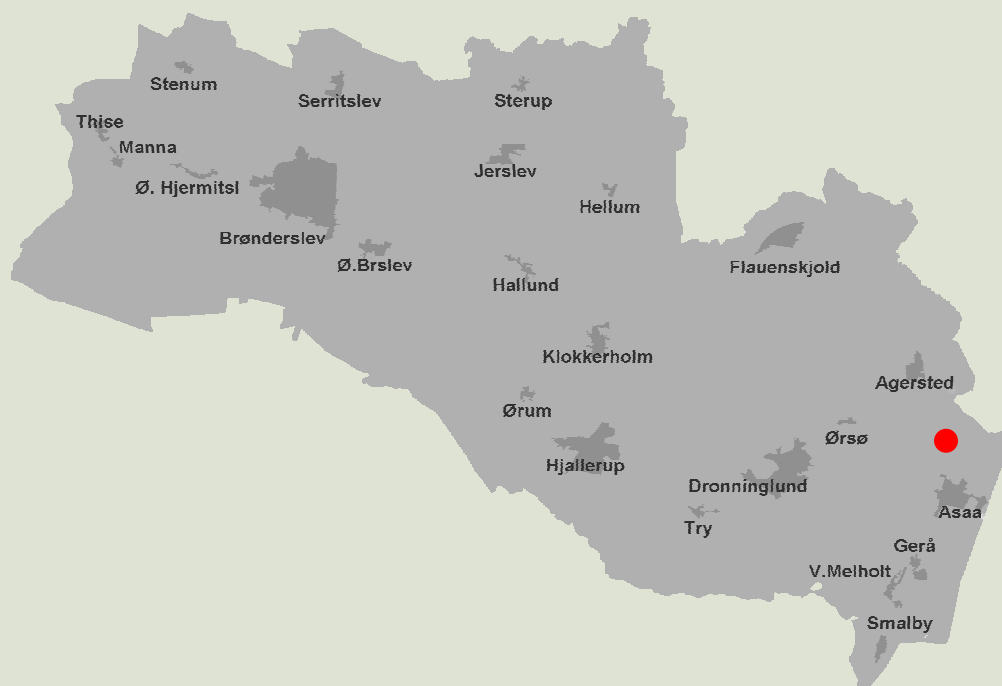 Stenum
Serritslev
Sterup
Thise
Manna
Jerslev
Ø. Hjermitsl
Hellum
Brønderslev
Ø.Brslev
Flauenskjold
Hallund
Klokkerholm
Agersted
Ørum
Ørsø
Hjallerup
Dronninglund
Asaa
Try
Gerå
V.Melholt
Smalby